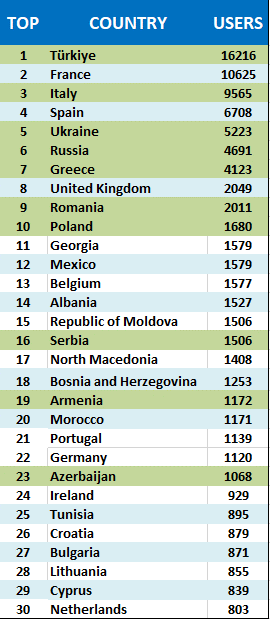 TOP COUNTRY USERS
1 Türkiye 16216
2 France 10625
3 Italy 9565
4 Spain 6708
5 Ukraine 5223
6 Russia 4691
7 Greece 4123
8 United Kingdom 2049
9 Romania 2011
10 Poland 1680
11 Georgia 1579
12 Mexico 1579
13 Belgium 1577
14 Albania 1527
15 Republic of Moldova 1506
16 Serbia 1506
17 North Macedonia 1408
18 Bosnia and Herzegovina 1253
19 Armenia 1172
20 Morocco 1171
21 Portugal 1139
22 Germany 1120
23 Azerbaijan 1068
24 Ireland 929
25 Tunisia 895
26 Croatia 879
27 Bulgaria 871
28 Lithuania 855
29 Cyprus 839
30 Netherlands 803